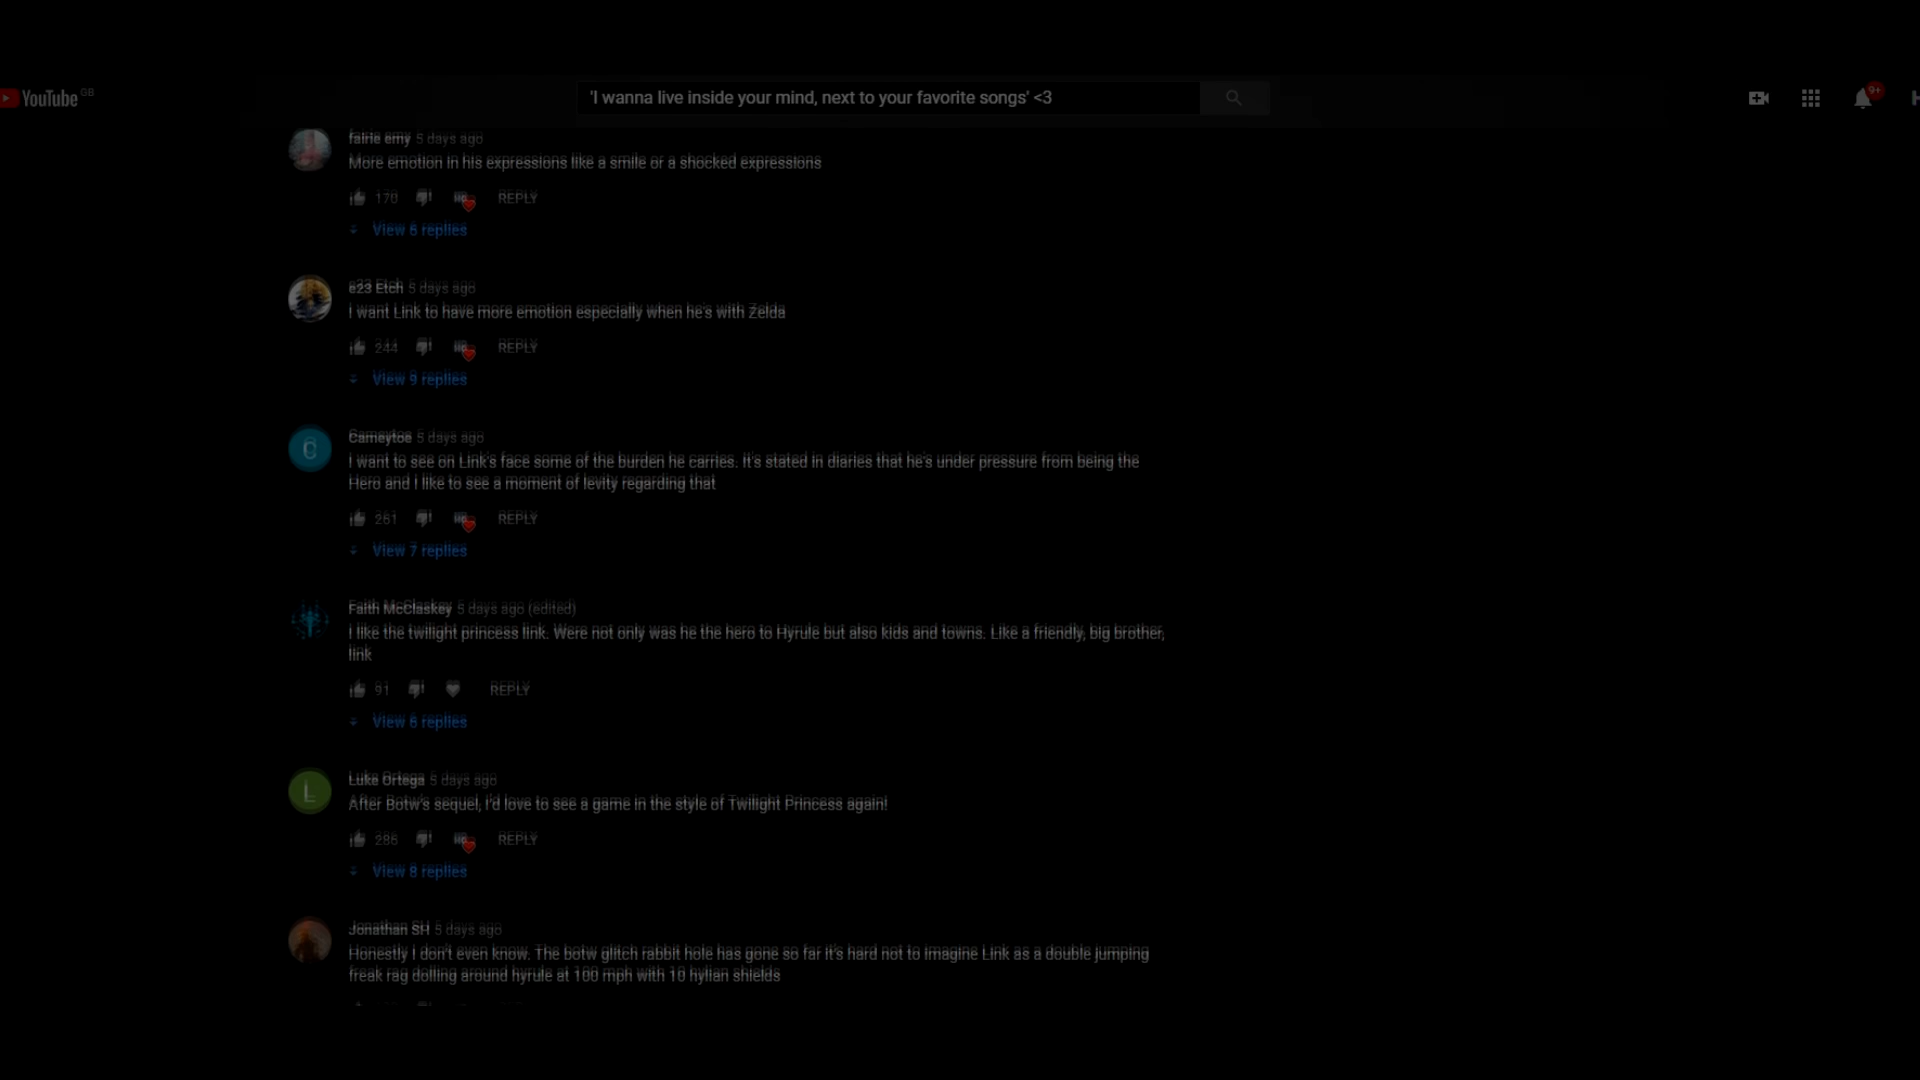 YouTube GB
'I wanna live inside your mind, next to your favorite songs' <3
9+
fairie emy 5 days ago
More emotion in his expressions like a smile or a shocked expressions
170 REPLY
View 6 replies
e23 Etch 5 days ago
I want Link to have more emotion especially when he's with Zelda
244 REPLY
View 9 replies
C
Cameytoe 5 days ago
I want to see on Link's face some of the burden he carries. It's stated in diaries that he's under pressure from being the
Hero and I like to see a moment of levity regarding that
261 REPLY
View 7 replies
Faith McClaskey 5 days ago (edited)
I like the twilight princess link. Were not only was he the hero to Hyrule but also kids and towns. Like a friendly, big brother,
link
91 REPLY
View 6 replies
L
Luke Ortega 5 days ago
After Botw's sequel, I'd love to see a game in the style of Twilight Princess again!
286 REPLY
View 8 replies
Jonathan SH 5 days ago
Honestly I don't even know. The botw glitch rabbit hole has gone so far it's hard not to imagine Link as a double jumping
freak rag dolling around hyrule at 100 mph with 10 hylian shields